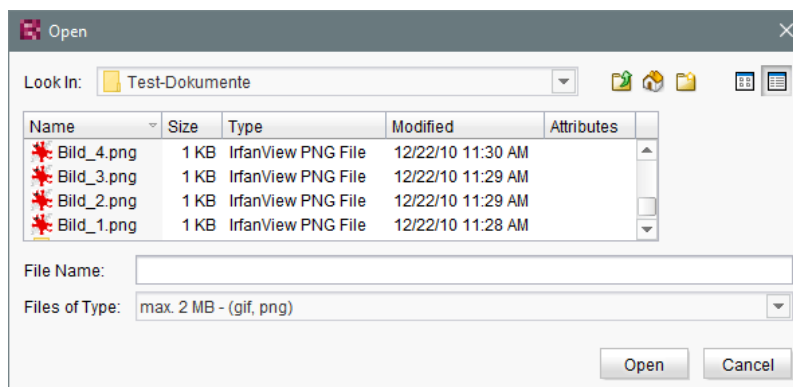 Open
Look In: Test-Dokumente
Name Size Type Modified Attributes
Bild_4.png 1 KB IrfanView PNG File 12/22/10 11:30 AM
Bild_3.png 1 KB IrfanView PNG File 12/22/10 11:29 AM
Bild_2.png 1 KB IrfanView PNG File 12/22/10 11:29 AM
Bild_1.png 1 KB IrfanView PNG File 12/22/10 11:28 AM
File Name:
Files of Type: max. 2 MB - (gif, png)
Open Cancel